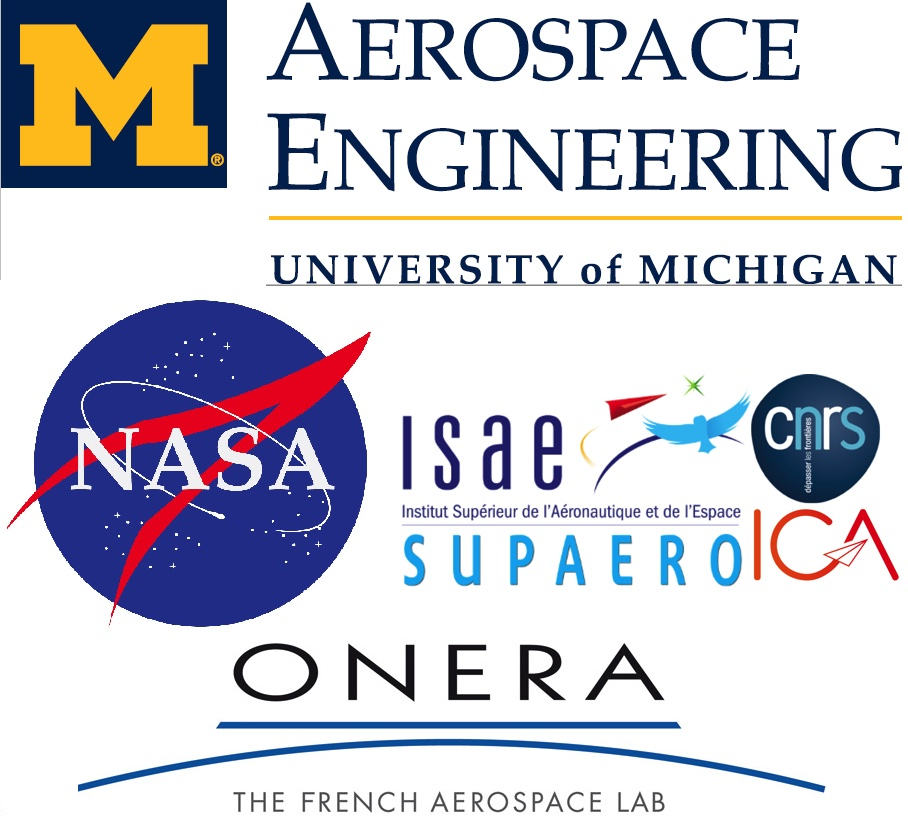 M®
AEROSPACE
ENGINEERING
UNIVERSITY of MICHIGAN
NASA
isae
cnrs
dépasser les frontières
Institut Supérieur de l'Aéronautique et de l'Espace
SUPAERO
ICA
ONERA
THE FRENCH AEROSPACE LAB